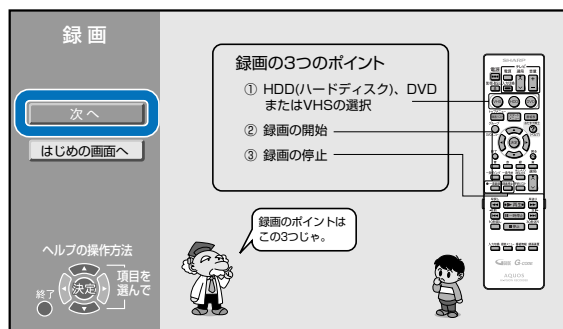 録画
次へ
はじめの画面へ
ヘルプの操作方法
項目を
選んで
決定
終了
録画の3つのポイント
① HDD(ハードディスク)、DVD
またはVHSの選択
② 録画の開始
③ 録画の停止
録画のポイントは
この3つじゃ。
SHARP
AQUOS